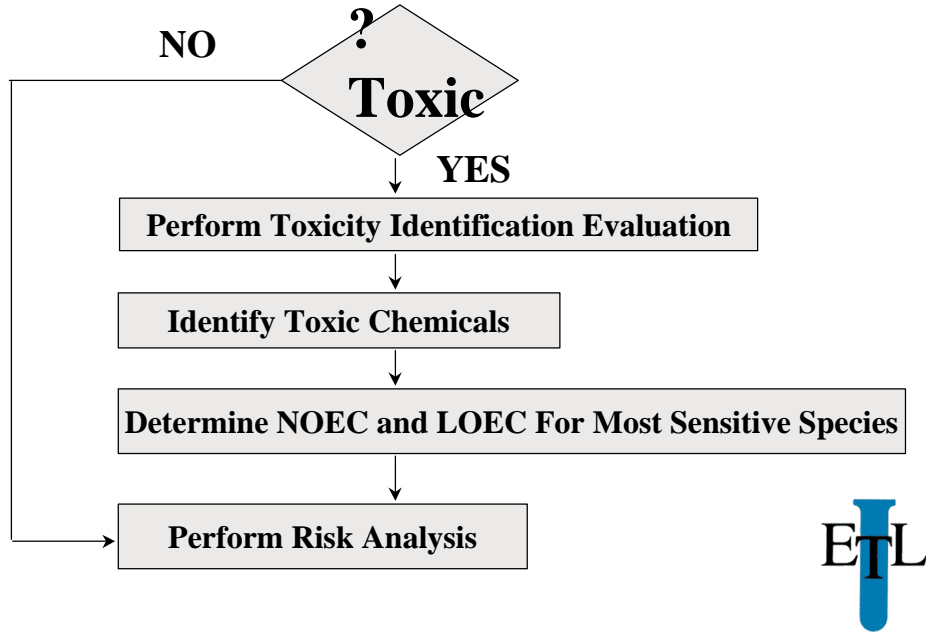 ?
NO
Toxic
YES
Perform Toxicity Identification Evaluation
Identify Toxic Chemicals
Determine NOEC and LOEC For Most Sensitive Species
Perform Risk Analysis
ETL